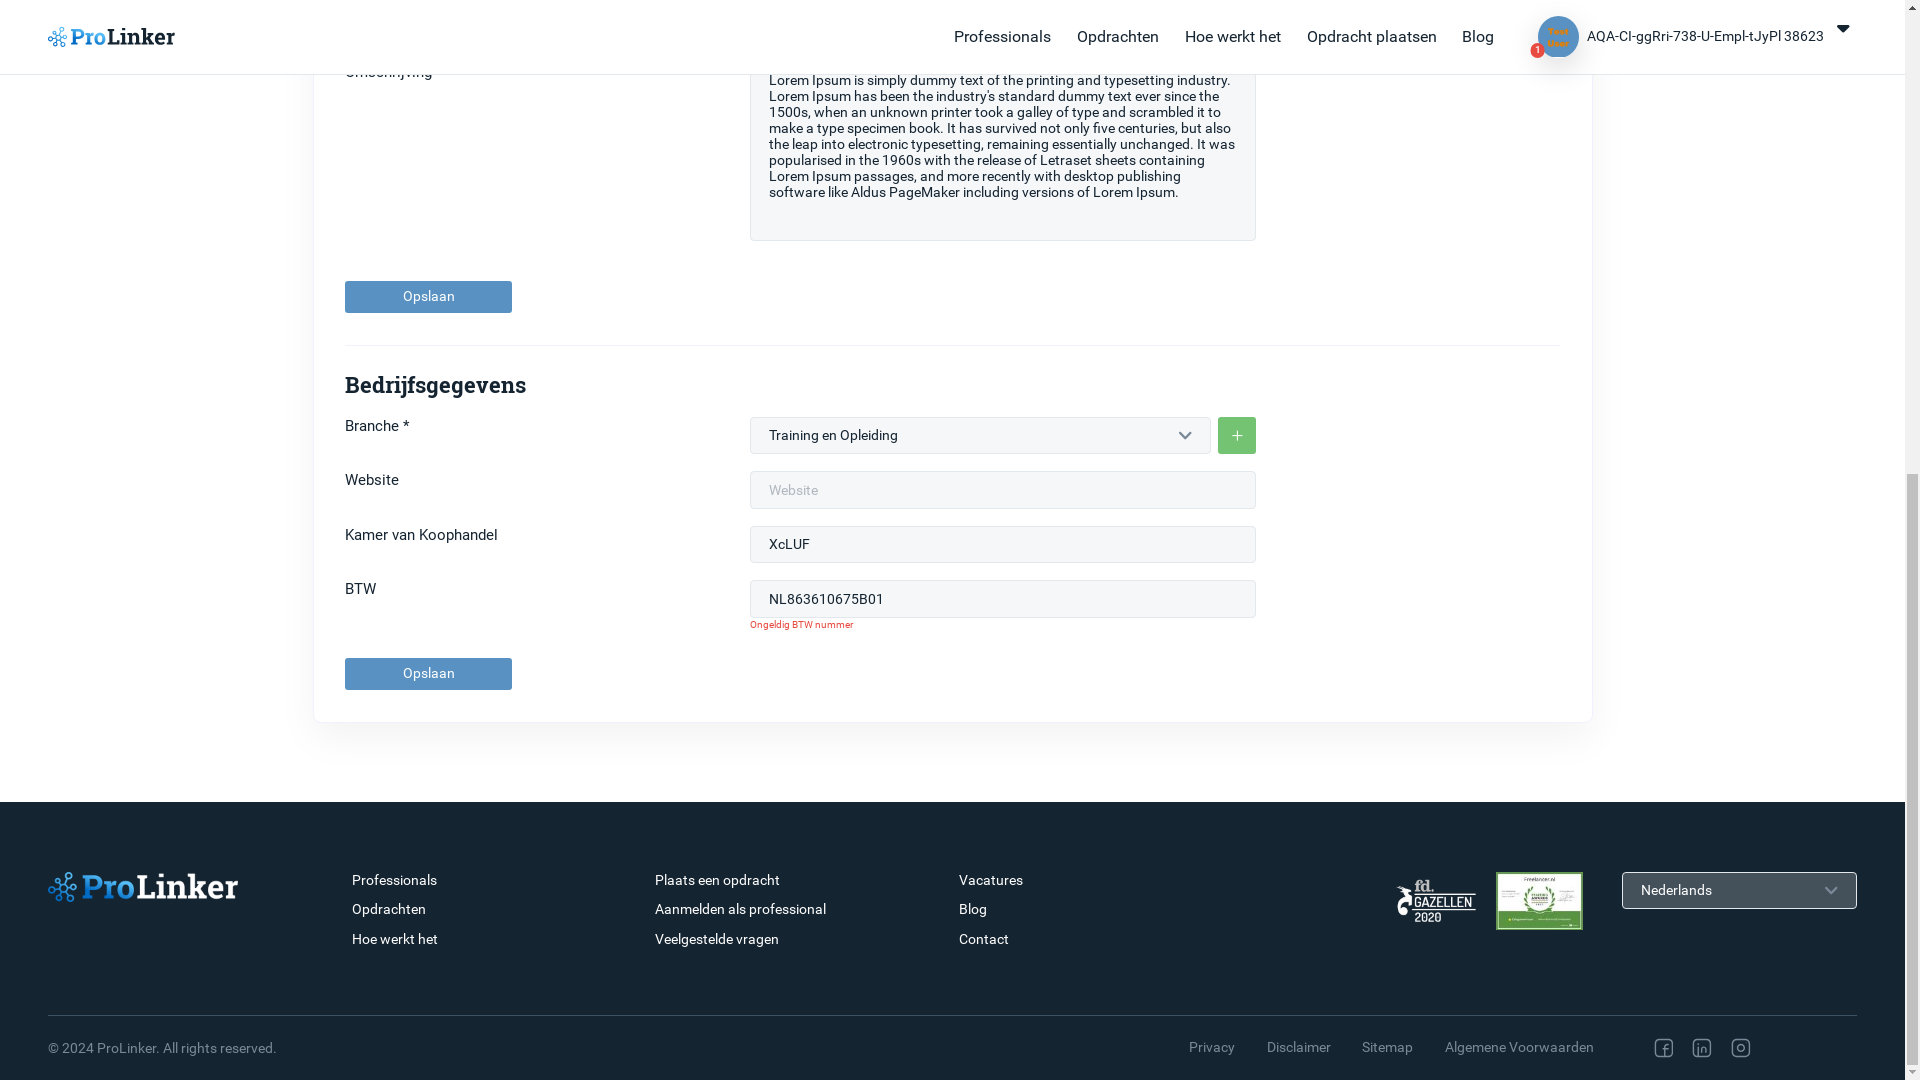 ProLinker
Professionals
Opdrachten
Hoe werkt het
Opdracht plaatsen
Blog
1
AQA-Cl-ggRri-738-U-Empl-tJyPl 38623
Omschrijving
Lorem Ipsum is simply dummy text of the printing and typesetting industry.
Lorem Ipsum has been the industry's standard dummy text ever since the
1500s, when an unknown printer took a galley of type and scrambled it to
make a type specimen book. It has survived not only five centuries, but also
the leap into electronic typesetting, remaining essentially unchanged. It was
popularised in the 1960s with the release of Letraset sheets containing
Lorem Ipsum passages, and more recently with desktop publishing
software like Aldus PageMaker including versions of Lorem Ipsum.
Opslaan
Bedrijfsgegevens
Branche *
Training en Opleiding
+
Website
Website
Kamer van Koophandel
XcLUF
BTW
NL863610675B01
Ongeldig BTW nummer
Opslaan
ProLinker
Professionals
Opdrachten
Hoe werkt het
Plaats een opdracht
Aanmelden als professional
Veelgestelde vragen
Vacatures
Blog
Contact
fd.
GAZELLEN
2020
Freelancer.nl
Nederlands
© 2024 ProLinker. All rights reserved.
Privacy
Disclaimer
Sitemap
Algemene Voorwaarden